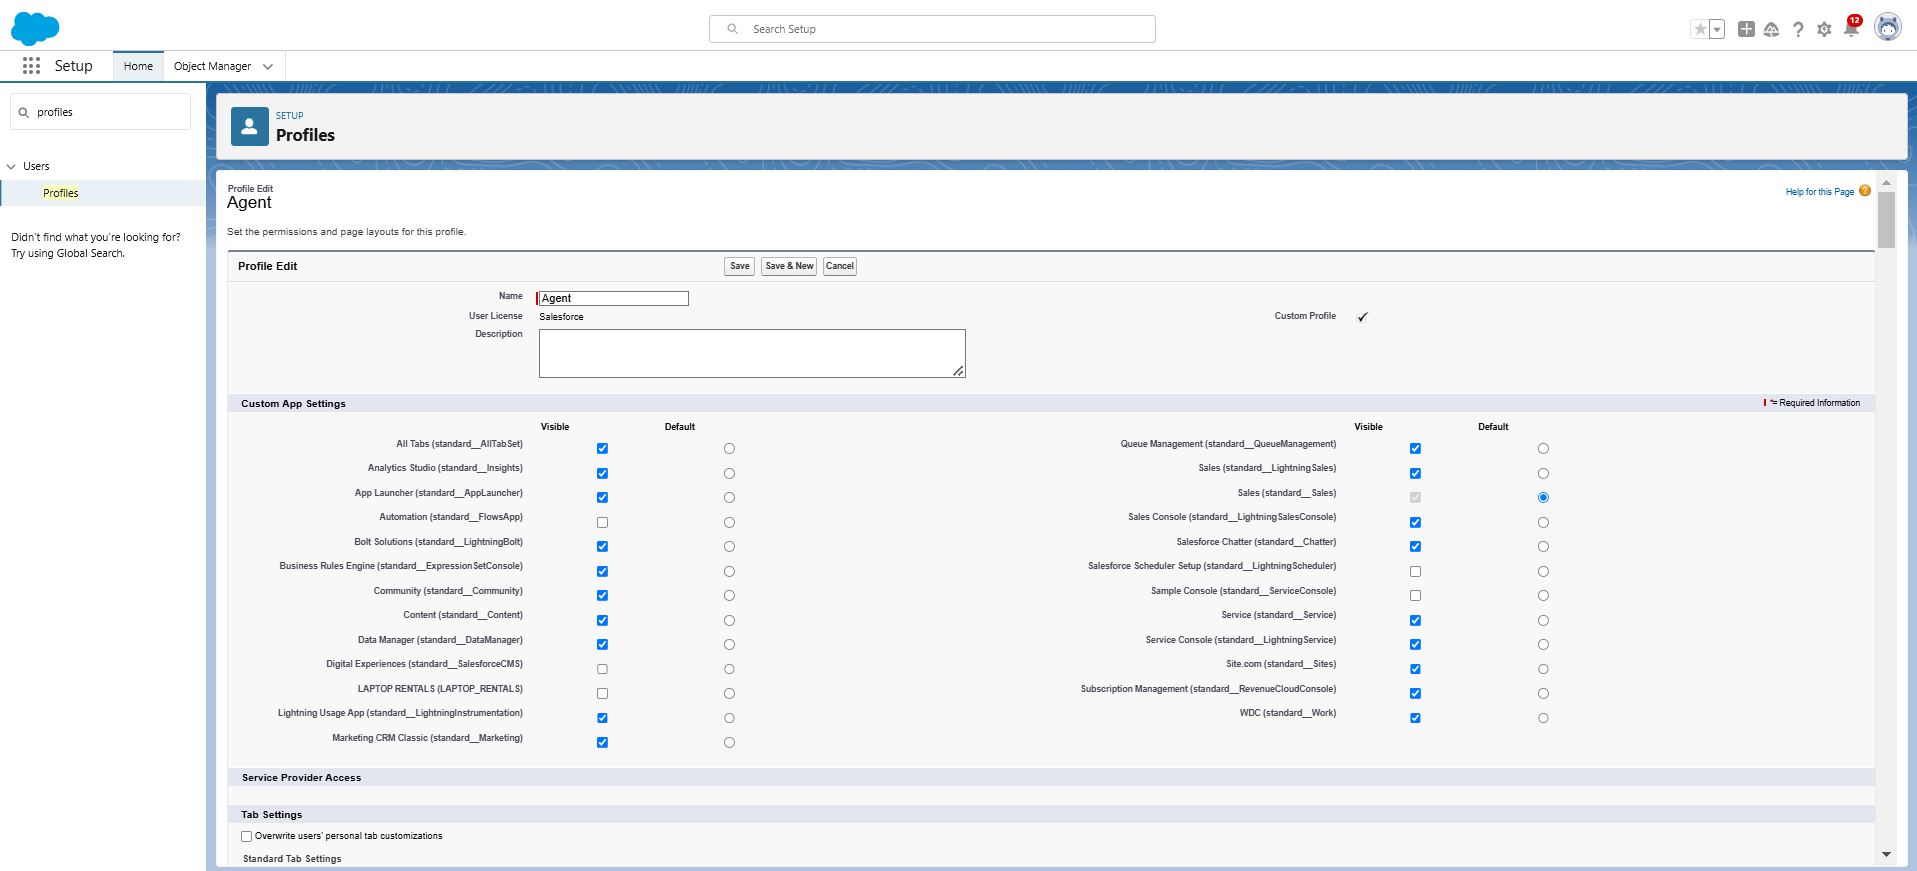 Search Setup
12
Setup
Home
Object Manager
profiles
Users
Profiles
Didn't find what you're looking for?
Try using Global Search.
SETUP
Profiles
Profile Edit
Agent
Help for this Page
?
Set the permissions and page layouts for this profile.
Profile Edit
Save
Save & New
Cancel
Name
Agent
User License
Salesforce
Custom Profile
Description
Custom App Settings
= Required Information
Visible Default Visible Default
All Tabs (standard__AllTabSet)
Queue Management (standard__QueueManagement)
Analytics Studio (standard__Insights)
Sales (standard__LightningSales)
App Launcher (standard__AppLauncher)
Sales (standard__Sales)
Automation (standard__FlowsApp)
Sales Console (standard__LightningSalesConsole)
Bolt Solutions (standard__LightningBolt)
Salesforce Chatter (standard__Chatter)
Business Rules Engine (standard__ExpressionSetConsole)
Salesforce Scheduler Setup (standard__LightningScheduler)
Community (standard__Community)
Sample Console (standard__ServiceConsole)
Content (standard__Content)
Service (standard__Service)
Data Manager (standard__DataManager)
Service Console (standard__LightningService)
Digital Experiences (standard__SalesforceCMS)
Site.com (standard__Sites)
LAPTOP RENTALS (LAPTOP_RENTALS)
Subscription Management (standard__RevenueCloudConsole)
Lightning Usage App (standard__LightningInstrumentation)
WDC (standard__Work)
Marketing CRM Classic (standard__Marketing)
Service Provider Access
Tab Settings
Overwrite users' personal tab customizations
Standard Tab Settings